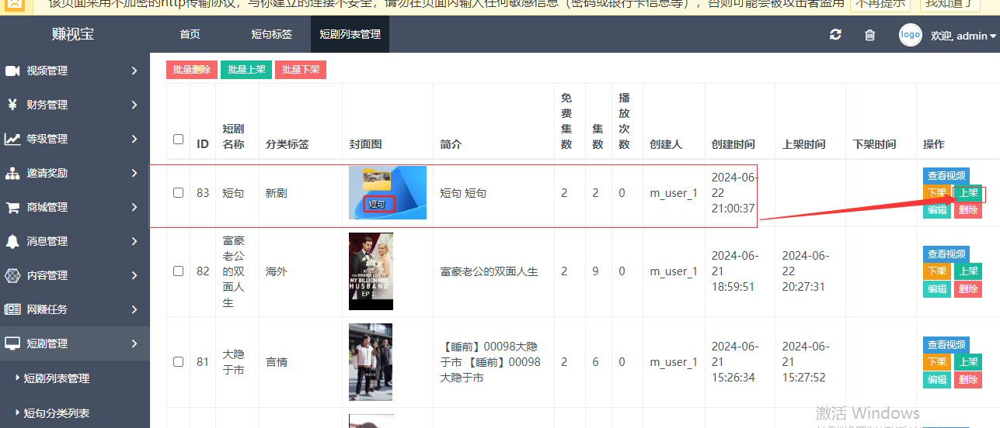 该页面采用不加密的http传输协议，与你建立的连接不安全，请勿在页面内输入任何敏感信息（密码或银行卡信息等），否则可能会被攻击者盗用 不再提示 我知道了
赚视宝 首页 短句标签 短剧列表管理 logo 欢迎, admin
视频管理
财务管理
等级管理
邀请奖励
商城管理
消息管理
内容管理
网赚任务
短剧管理
短剧列表管理
短句分类列表
批量删除 批量上架 批量下架
ID 短剧名称 分类标签 封面图 简介 免费集数 集数 播放次数 创建人 创建时间 上架时间 下架时间 操作
83 短句 新剧 短句 短句 短句 2 2 0 m_user_1 2024-06-22 21:00:37
查看视频
下架 上架
编辑 删除
82 富豪老公的双面人生 海外
THE DOUBLE LIFE OF
MY BILLIONAIRE
HUSBAND
EP 1
富豪老公的双面人生 2 9 0 m_user_1 2024-06-21 18:59:51 2024-06-22 20:27:31
查看视频
下架 上架
编辑 删除
81 大隐于市 言情 【睡前】00098大隐于市 【睡前】00098大隐于市 2 6 0 m_user_1 2024-06-21 15:26:34 2024-06-21 15:27:52
查看视频
下架 上架
编辑 删除
激活 Windows